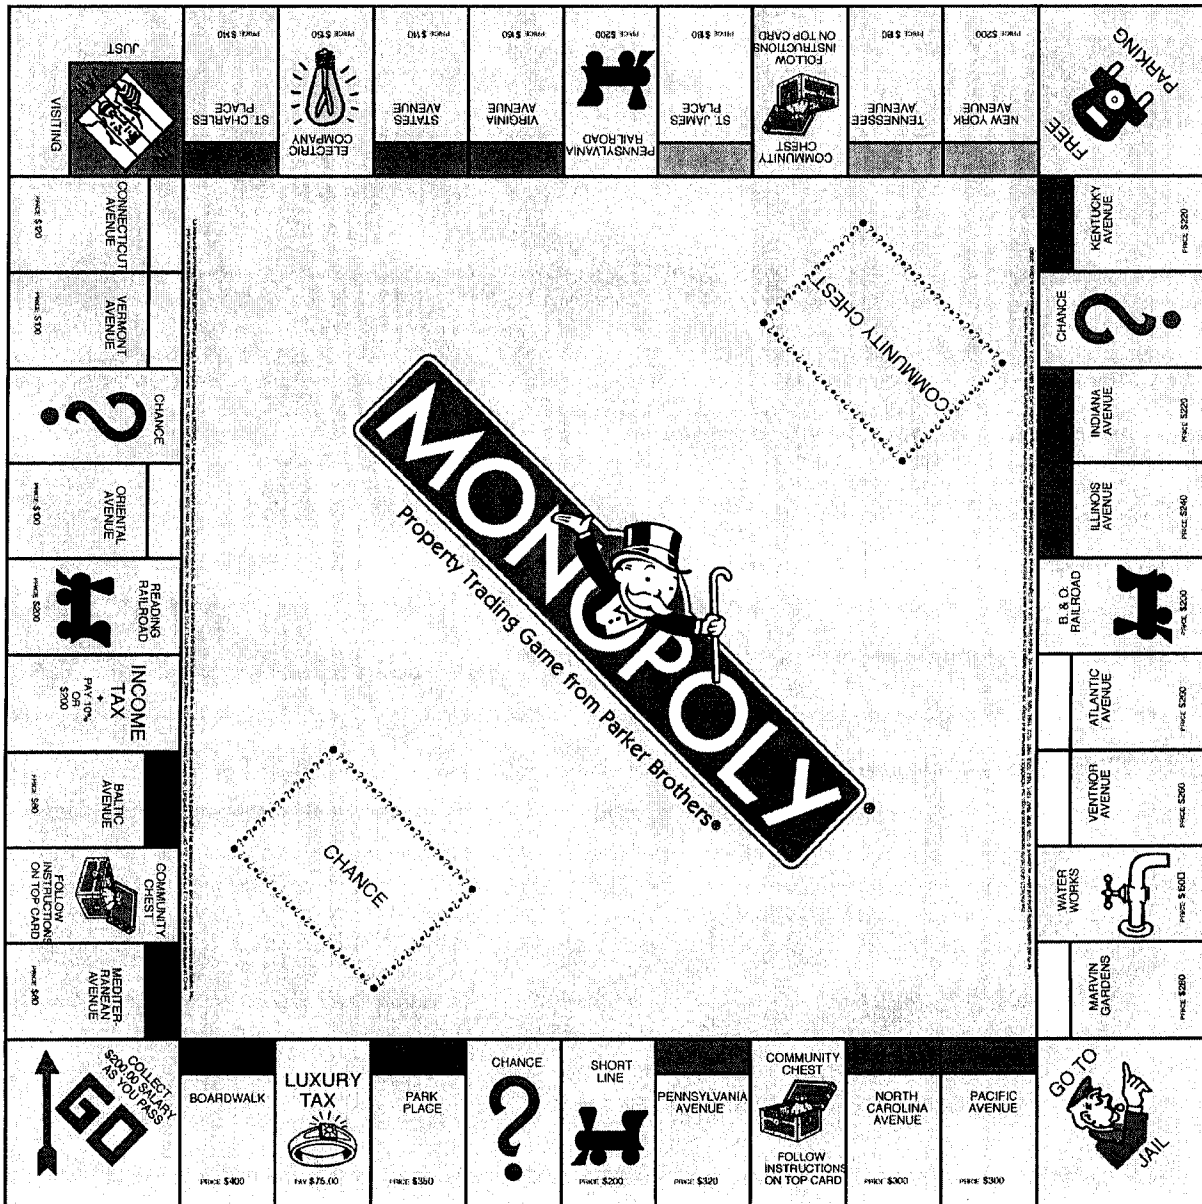 JUST
VISITING
PRICE $140
ST. CHARLES
PLACE
PRICE $150
ELECTRIC
COMPANY
PRICE $140
STATES
AVENUE
PRICE $160
VIRGINIA
AVENUE
PRICE $200
PENNSYLVANIA
RAILROAD
PRICE $180
ST. JAMES
PLACE
COMMUNITY
CHEST
FOLLOW
INSTRUCTIONS
ON TOP CARD
PRICE $180
TENNESSEE
AVENUE
PRICE $200
NEW YORK
AVENUE
FREE
PARKING
KENTUCKY
AVENUE
PRICE $220
CHANCE
?
INDIANA
AVENUE
PRICE $220
ILLINOIS
AVENUE
PRICE $240
B. & O.
RAILROAD
PRICE $200
ATLANTIC
AVENUE
PRICE $260
VENTNOR
AVENUE
PRICE $260
WATER
WORKS
PRICE $150
MARVIN
GARDENS
PRICE $280
GO TO
JAIL
PACIFIC
AVENUE
PRICE $300
NORTH
CAROLINA
AVENUE
PRICE $300
COMMUNITY
CHEST
FOLLOW
INSTRUCTIONS
ON TOP CARD
PENNSYLVANIA
AVENUE
PRICE $320
SHORT
LINE
PRICE $200
CHANCE
?
PARK
PLACE
PRICE $350
LUXURY
TAX
PAY $75.00
BOARDWALK
PRICE $400
COLLECT
$200.00 SALARY
AS YOU PASS
GO
MEDITER-
RANEAN
AVENUE
PRICE $60
COMMUNITY
CHEST
FOLLOW
INSTRUCTIONS
ON TOP CARD
BALTIC
AVENUE
PRICE $60
INCOME
TAX
PAY 10%
OR
$200
READING
RAILROAD
PRICE $200
ORIENTAL
AVENUE
PRICE $100
CHANCE
?
VERMONT
AVENUE
PRICE $100
CONNECTICUT
AVENUE
PRICE $120
COMMUNITY CHEST
MONOPOLY®
Property Trading Game from Parker Brothers®
CHANCE